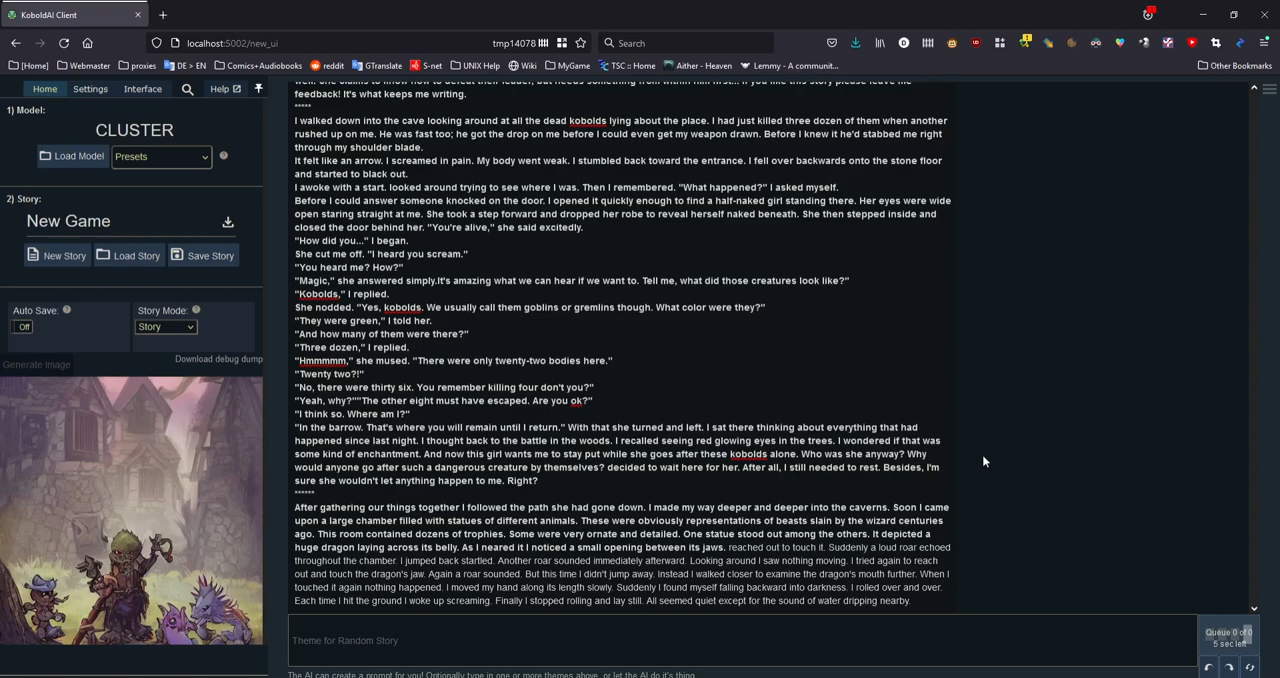 KoboldAI Client
localhost:5002/new_ui
tmp14078
Search
[Home] Webmaster proxies DE > EN Comics+Audiobooks reddit GTranslate S-net UNIX Help Wiki MyGame TSC :: Home Aither - Heaven Lemmy - A communit... Other Bookmarks
Home Settings Interface Help
1) Model:
CLUSTER
Load Model Presets
2) Story:
New Game
New Story Load Story Save Story
Auto Save: Story Mode:
Off Story
Download debug dump
Generate Image
feedback! It's what keeps me writing.
*****
I walked down into the cave looking around at all the dead kobolds lying about the place. I had just killed three dozen of them when another
rushed up on me. He was fast too; he got the drop on me before I could even get my weapon drawn. Before I knew it he'd stabbed me right
through my shoulder blade.
It felt like an arrow. I screamed in pain. My body went weak. I stumbled back toward the entrance. I fell over backwards onto the stone floor
and started to black out.
I awoke with a start. looked around trying to see where I was. Then I remembered. "What happened?" I asked myself.
Before I could answer someone knocked on the door. I opened it quickly enough to find a half-naked girl standing there. Her eyes were wide
open staring straight at me. She took a step forward and dropped her robe to reveal herself naked beneath. She then stepped inside and
closed the door behind her. "You're alive," she said excitedly.
"How did you..." I began.
She cut me off. "I heard you scream."
"You heard me? How?"
"Magic," she answered simply.It's amazing what we can hear if we want to. Tell me, what did those creatures look like?"
"Kobolds," I replied.
She nodded. "Yes, kobolds. We usually call them goblins or gremlins though. What color were they?"
"They were green," I told her.
"And how many of them were there?"
"Three dozen," I replied.
"Hmmmmm," she mused. "There were only twenty-two bodies here."
"Twenty two?!"
"No, there were thirty six. You remember killing four don't you?"
"Yeah, why?""The other eight must have escaped. Are you ok?"
"I think so. Where am I?"
"In the barrow. That's where you will remain until I return." With that she turned and left. I sat there thinking about everything that had
happened since last night. I thought back to the battle in the woods. I recalled seeing red glowing eyes in the trees. I wondered if that was
some kind of enchantment. And now this girl wants me to stay put while she goes after these kobolds alone. Who was she anyway? Why
would anyone go after such a dangerous creature by themselves? decided to wait here for her. After all, I still needed to rest. Besides, I'm
sure she wouldn't let anything happen to me. Right?
******
After gathering our things together I followed the path she had gone down. I made my way deeper and deeper into the caverns. Soon I came
upon a large chamber filled with statues of different animals. These were obviously representations of beasts slain by the wizard centuries
ago. This room contained dozens of trophies. Some were very ornate and detailed. One statue stood out among the others. It depicted a
huge dragon laying across its belly. As I neared it I noticed a small opening between its jaws. reached out to touch it. Suddenly a loud roar echoed
throughout the chamber. I jumped back startled. Another roar sounded immediately afterward. Looking around I saw nothing moving. I tried again to reach
out and touch the dragon's jaw. Again a roar sounded. But this time I didn't jump away. Instead I walked closer to examine the dragon's mouth further. When I
touched it again nothing happened. I moved my hand along its length slowly. Suddenly I found myself falling backward into darkness. I rolled over and over.
Each time I hit the ground I woke up screaming. Finally I stopped rolling and lay still. All seemed quiet except for the sound of water dripping nearby.
Theme for Random Story
Queue 0 of 0
5 sec left
The AI can create a prompt for you! Optionally type in one or more themes above, or let the AI do it's thing.